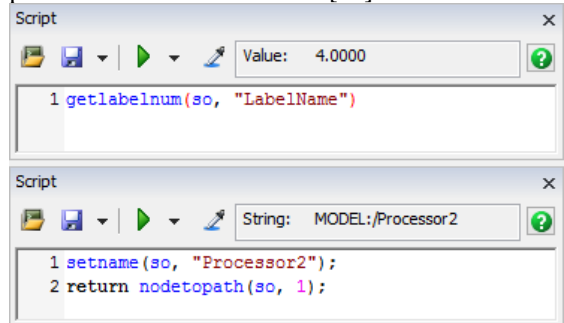 Script
Value: 4.0000
1 getlabelnum(so, "LabelName")
Script
String: MODEL:/Processor2
1 setname(so, "Processor2");
2 return nodetopath(so, 1);